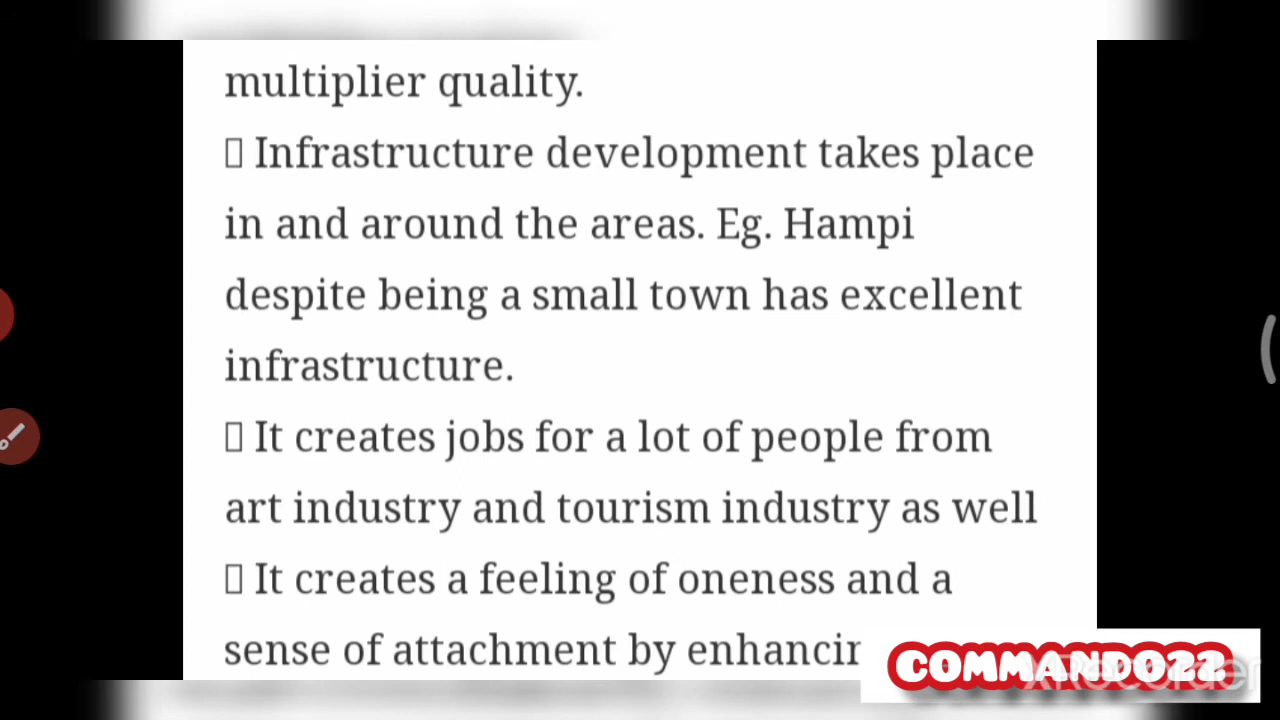 multiplier quality.
Infrastructure development takes place
in and around the areas. Eg. Hampi
despite being a small town has excellent
infrastructure.
It creates jobs for a lot of people from
art industry and tourism industry as well
It creates a feeling of oneness and a
sense of attachment by
COMMANDO22
XRecorder